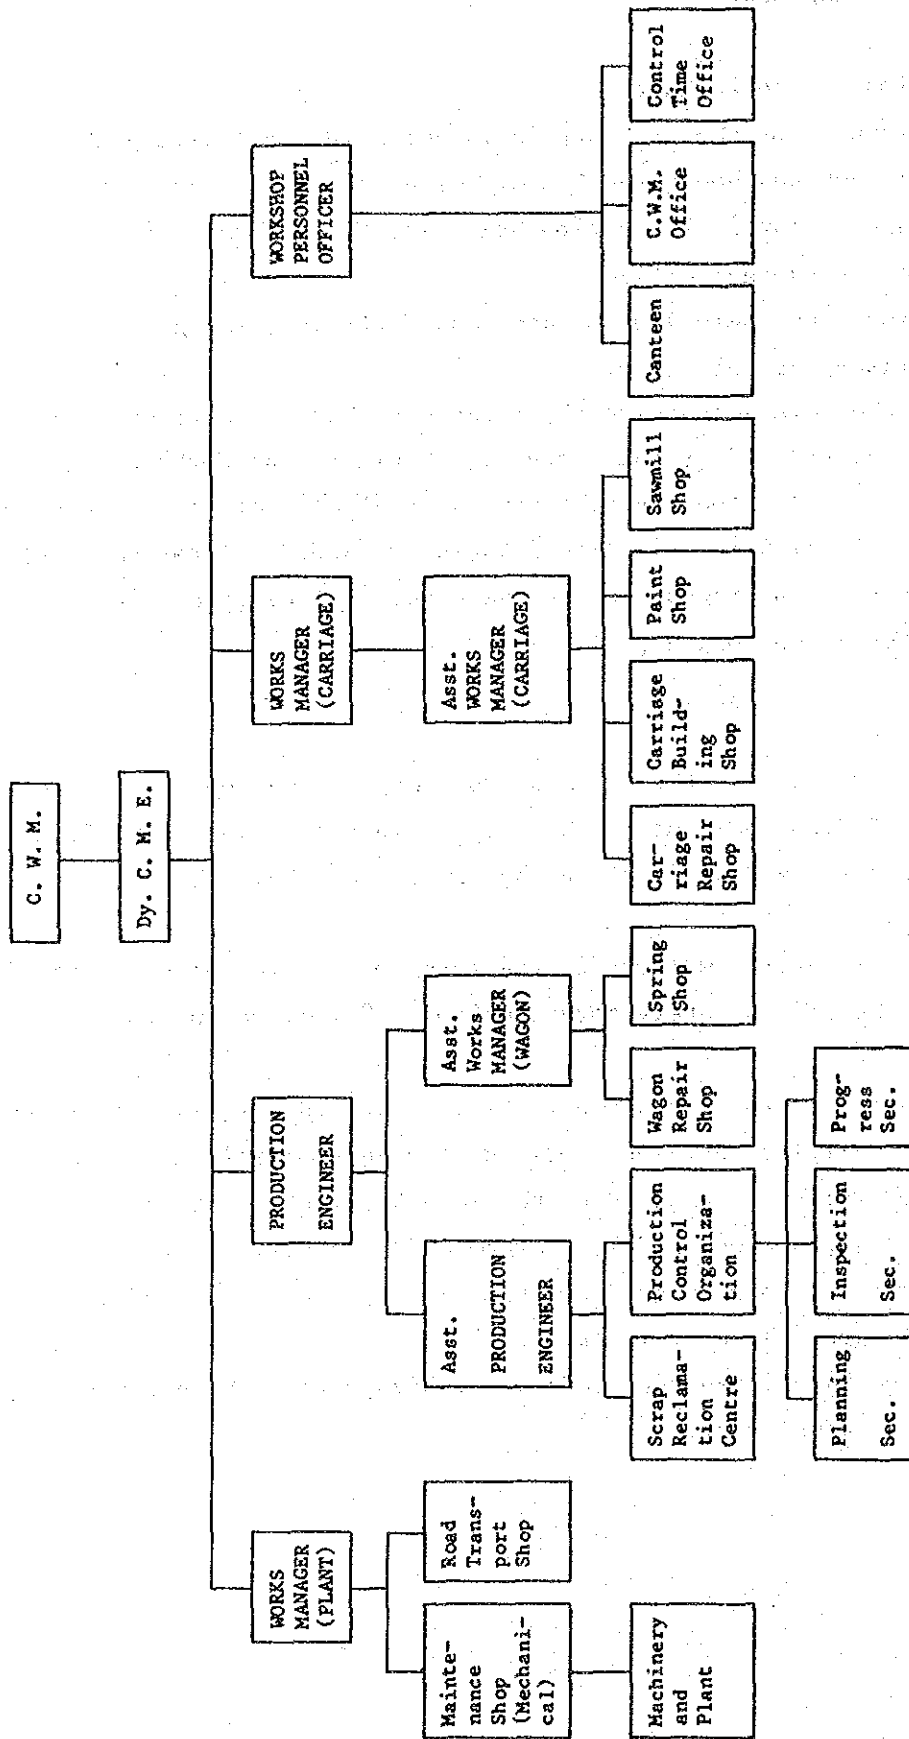 C. W. M.
Dy. C. M. E.
WORKS
MANAGER
(PLANT)
PRODUCTION
ENGINEER
WORKS
MANAGER
(CARRIAGE)
WORKSHOP
PERSONNEL
OFFICER
Mainte-
nance
Shop
(Mechani-
cal)
Road
Trans-
port
Shop
Asst.
PRODUCTION
ENGINEER
Asst.
Works
MANAGER
(WAGON)
Asst.
WORKS
MANAGER
(CARRIAGE)
Machinery
and
Plant
Scrap
Reclama-
tion
Centre
Production
Control
Organiza-
tion
Wagon
Repair
Shop
Spring
Shop
Car-
riage
Repair
Shop
Carriage
Build-
ing
Shop
Paint
Shop
Sawmill
Shop
Canteen
C.W.M.
Office
Control
Time
Office
Planning
Sec.
Inspection
Sec.
Prog-
ress
Sec.